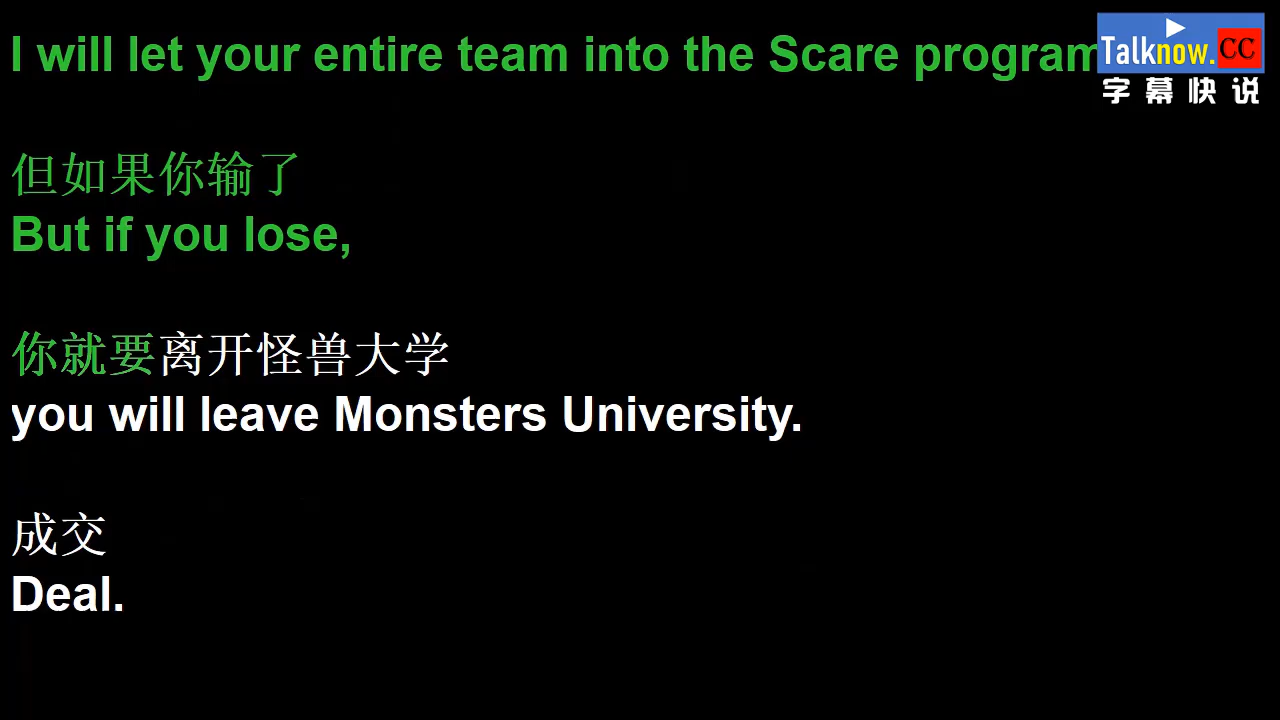 I will let your entire team into the Scare program
Talknow.CC
字幕快说
但如果你输了
But if you lose,
你就要离开怪兽大学
you will leave Monsters University.
成交
Deal.